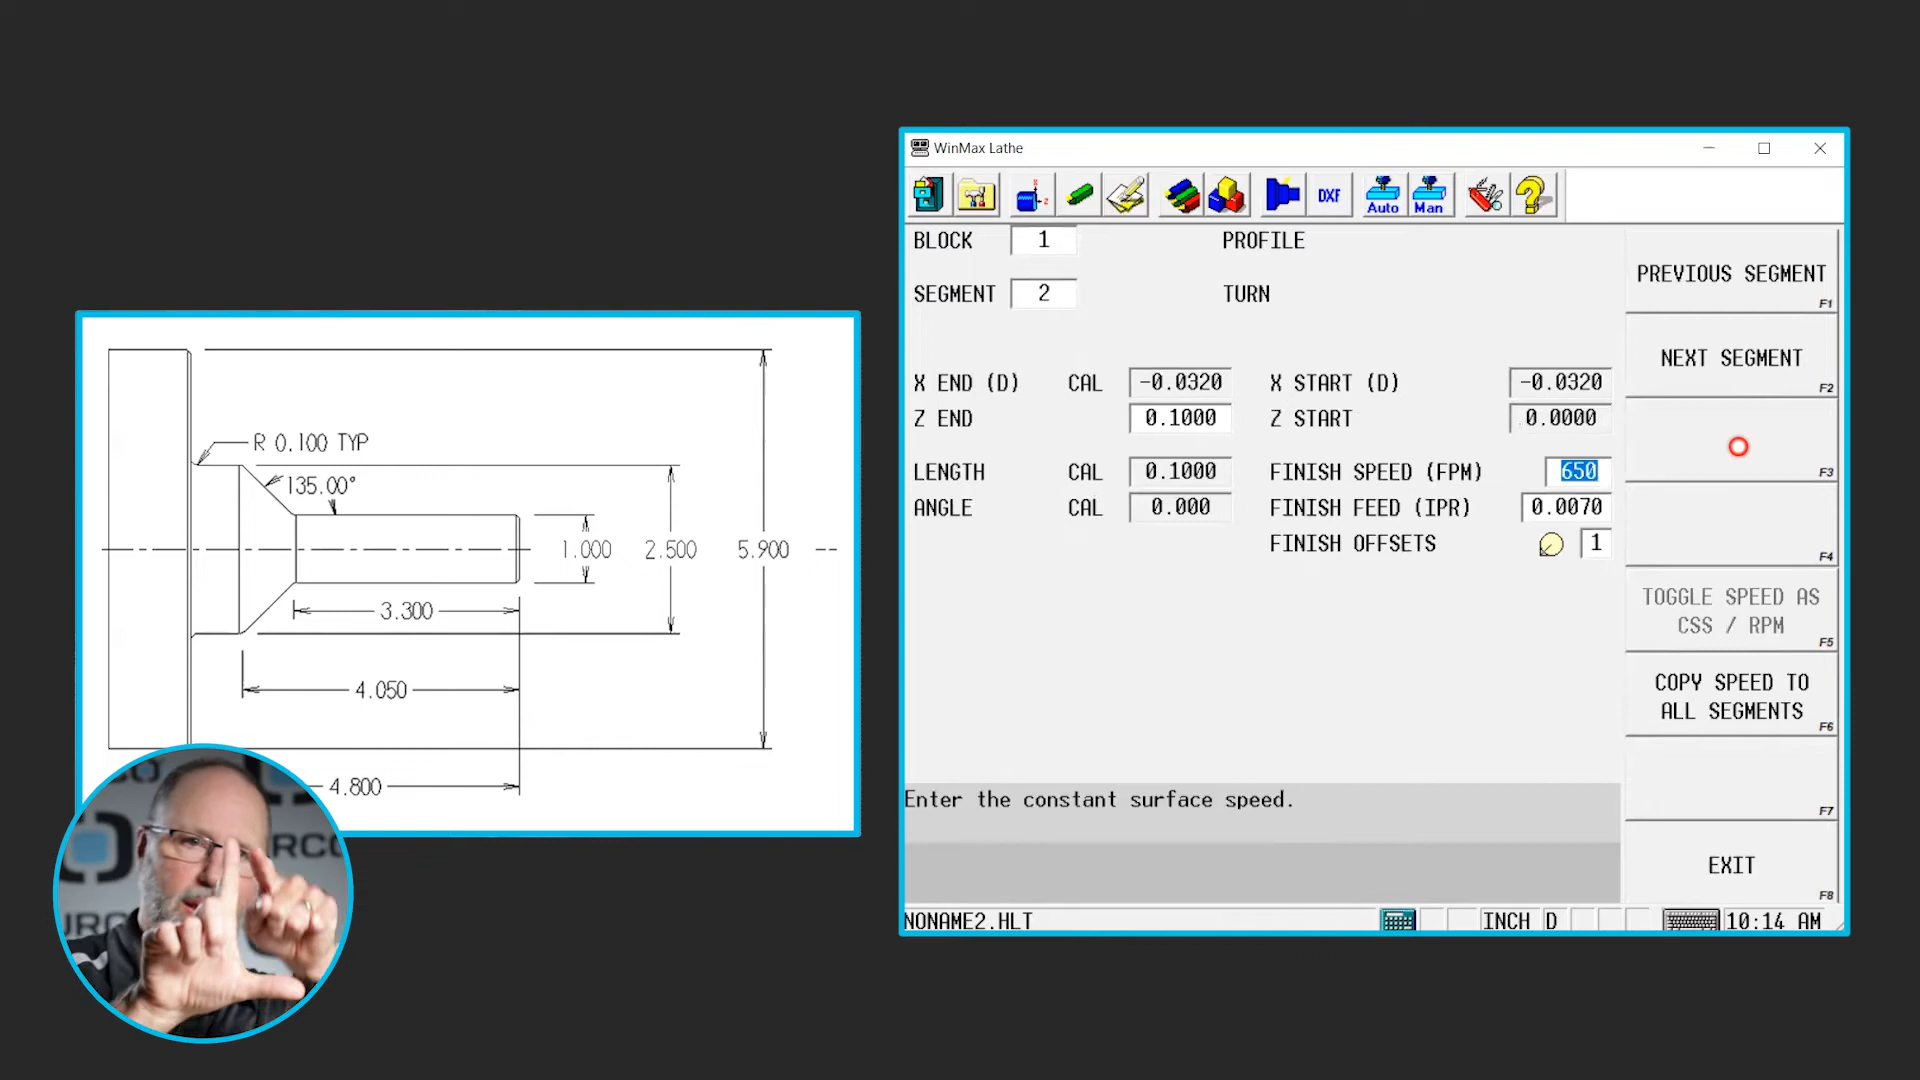 WinMax Lathe
DXF
Auto
Man
BLOCK 1 PROFILE
SEGMENT 2 TURN
X END (D) CAL -0.0320 X START (D) -0.0320
Z END 0.1000 Z START 0.0000
LENGTH CAL 0.1000 FINISH SPEED (FPM) 650
ANGLE CAL 0.000 FINISH FEED (IPR) 0.0070
FINISH OFFSETS 1
Enter the constant surface speed.
NONAME2.HLT INCH D 10:14 AM
PREVIOUS SEGMENT
F1
NEXT SEGMENT
F2
F3
F4
TOGGLE SPEED AS
CSS / RPM
F5
COPY SPEED TO
ALL SEGMENTS
F6
F7
EXIT
F8
R 0.100 TYP
135.00°
1.000 2.500 5.900
3.300
4.050
4.800
CO
URCO
URCO